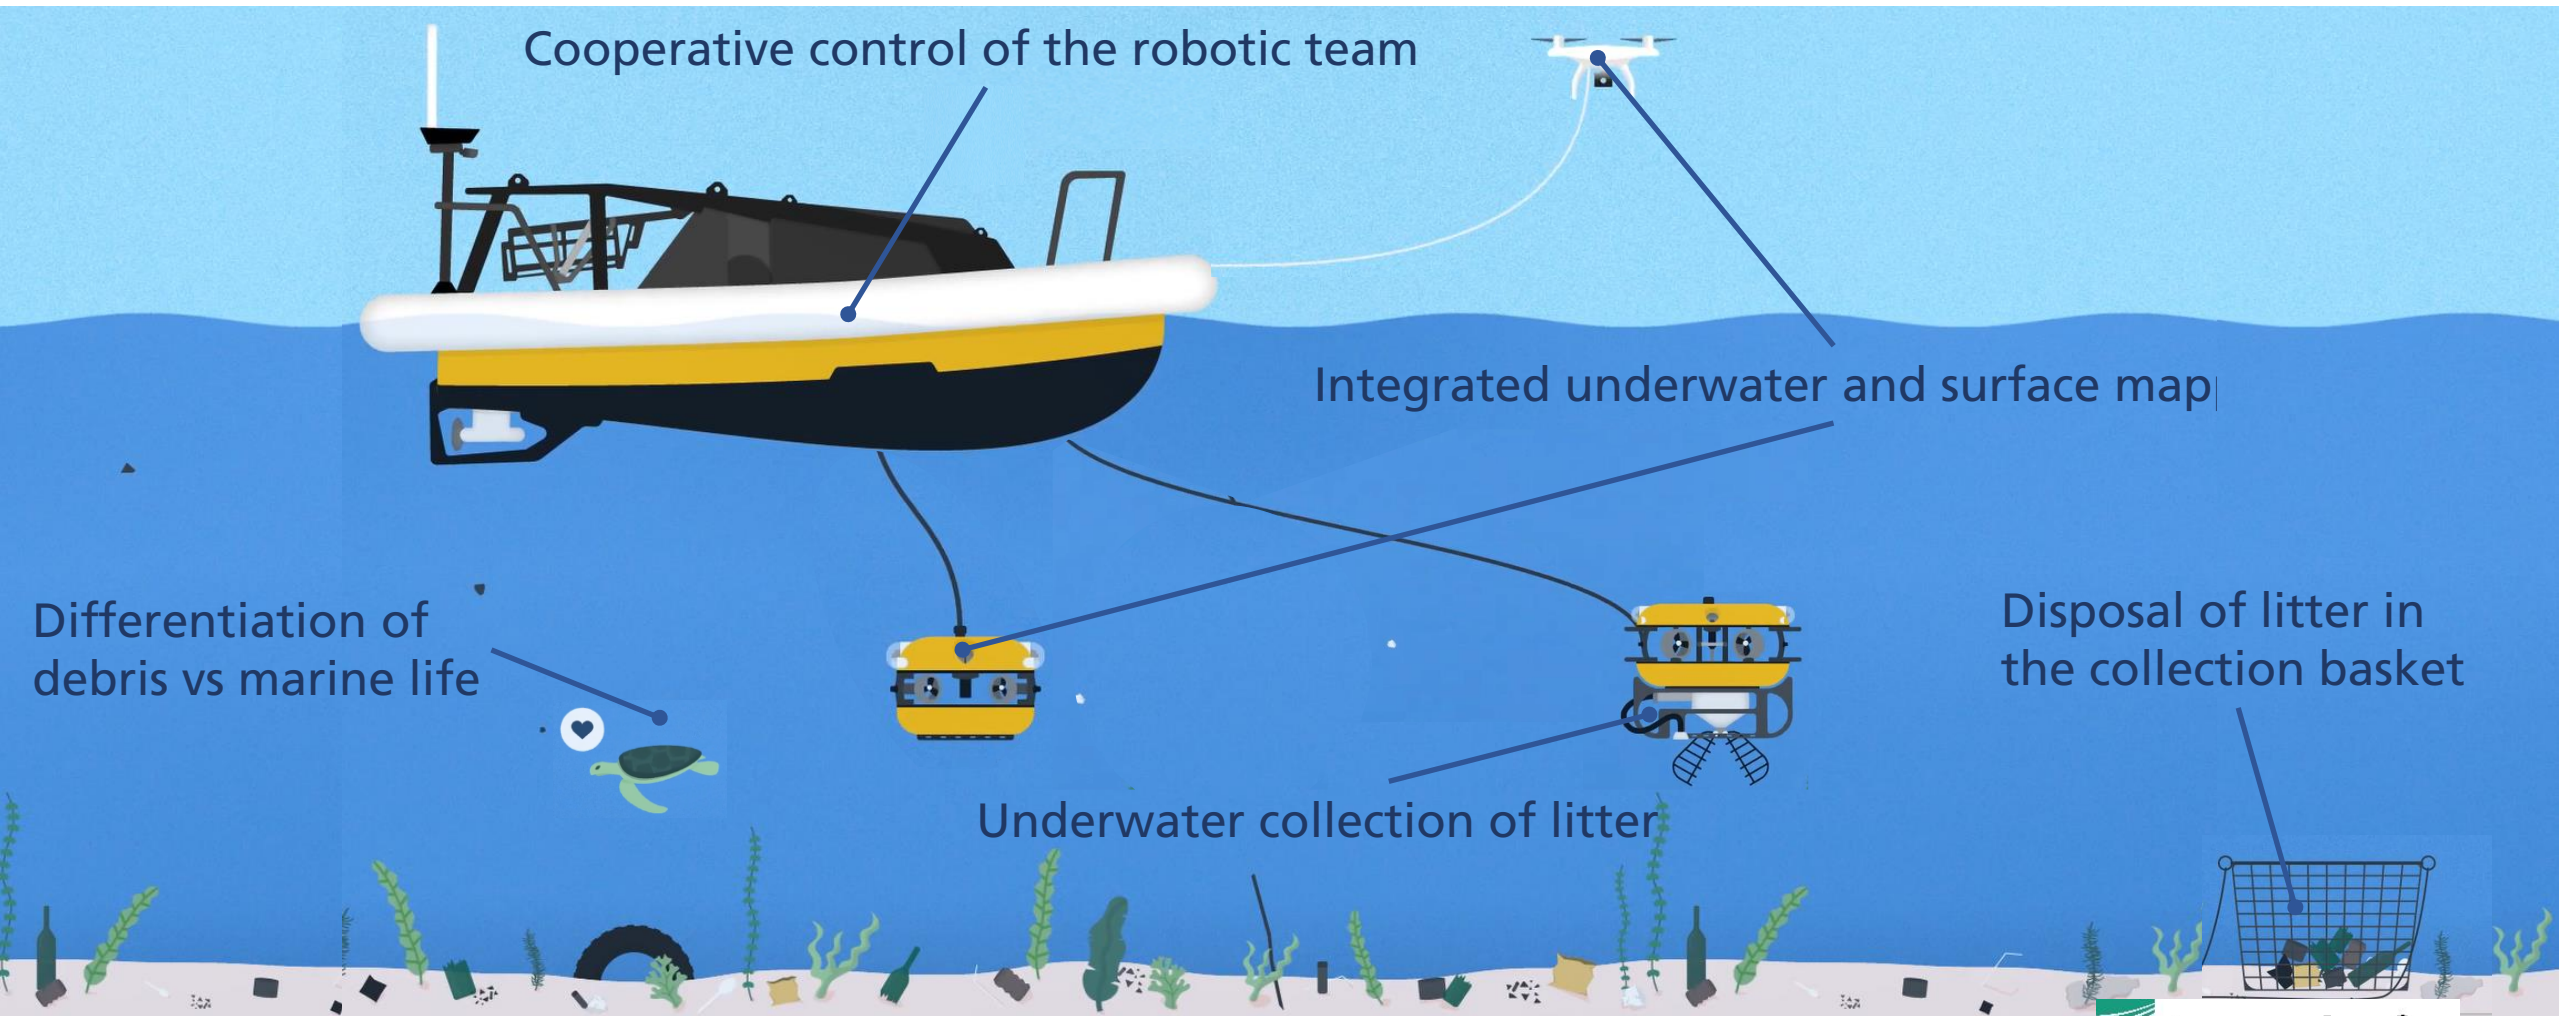 Cooperative control of the robotic team
Integrated underwater and surface map
Differentiation of
debris vs marine life
Disposal of litter in
the collection basket
Underwater collection of litter